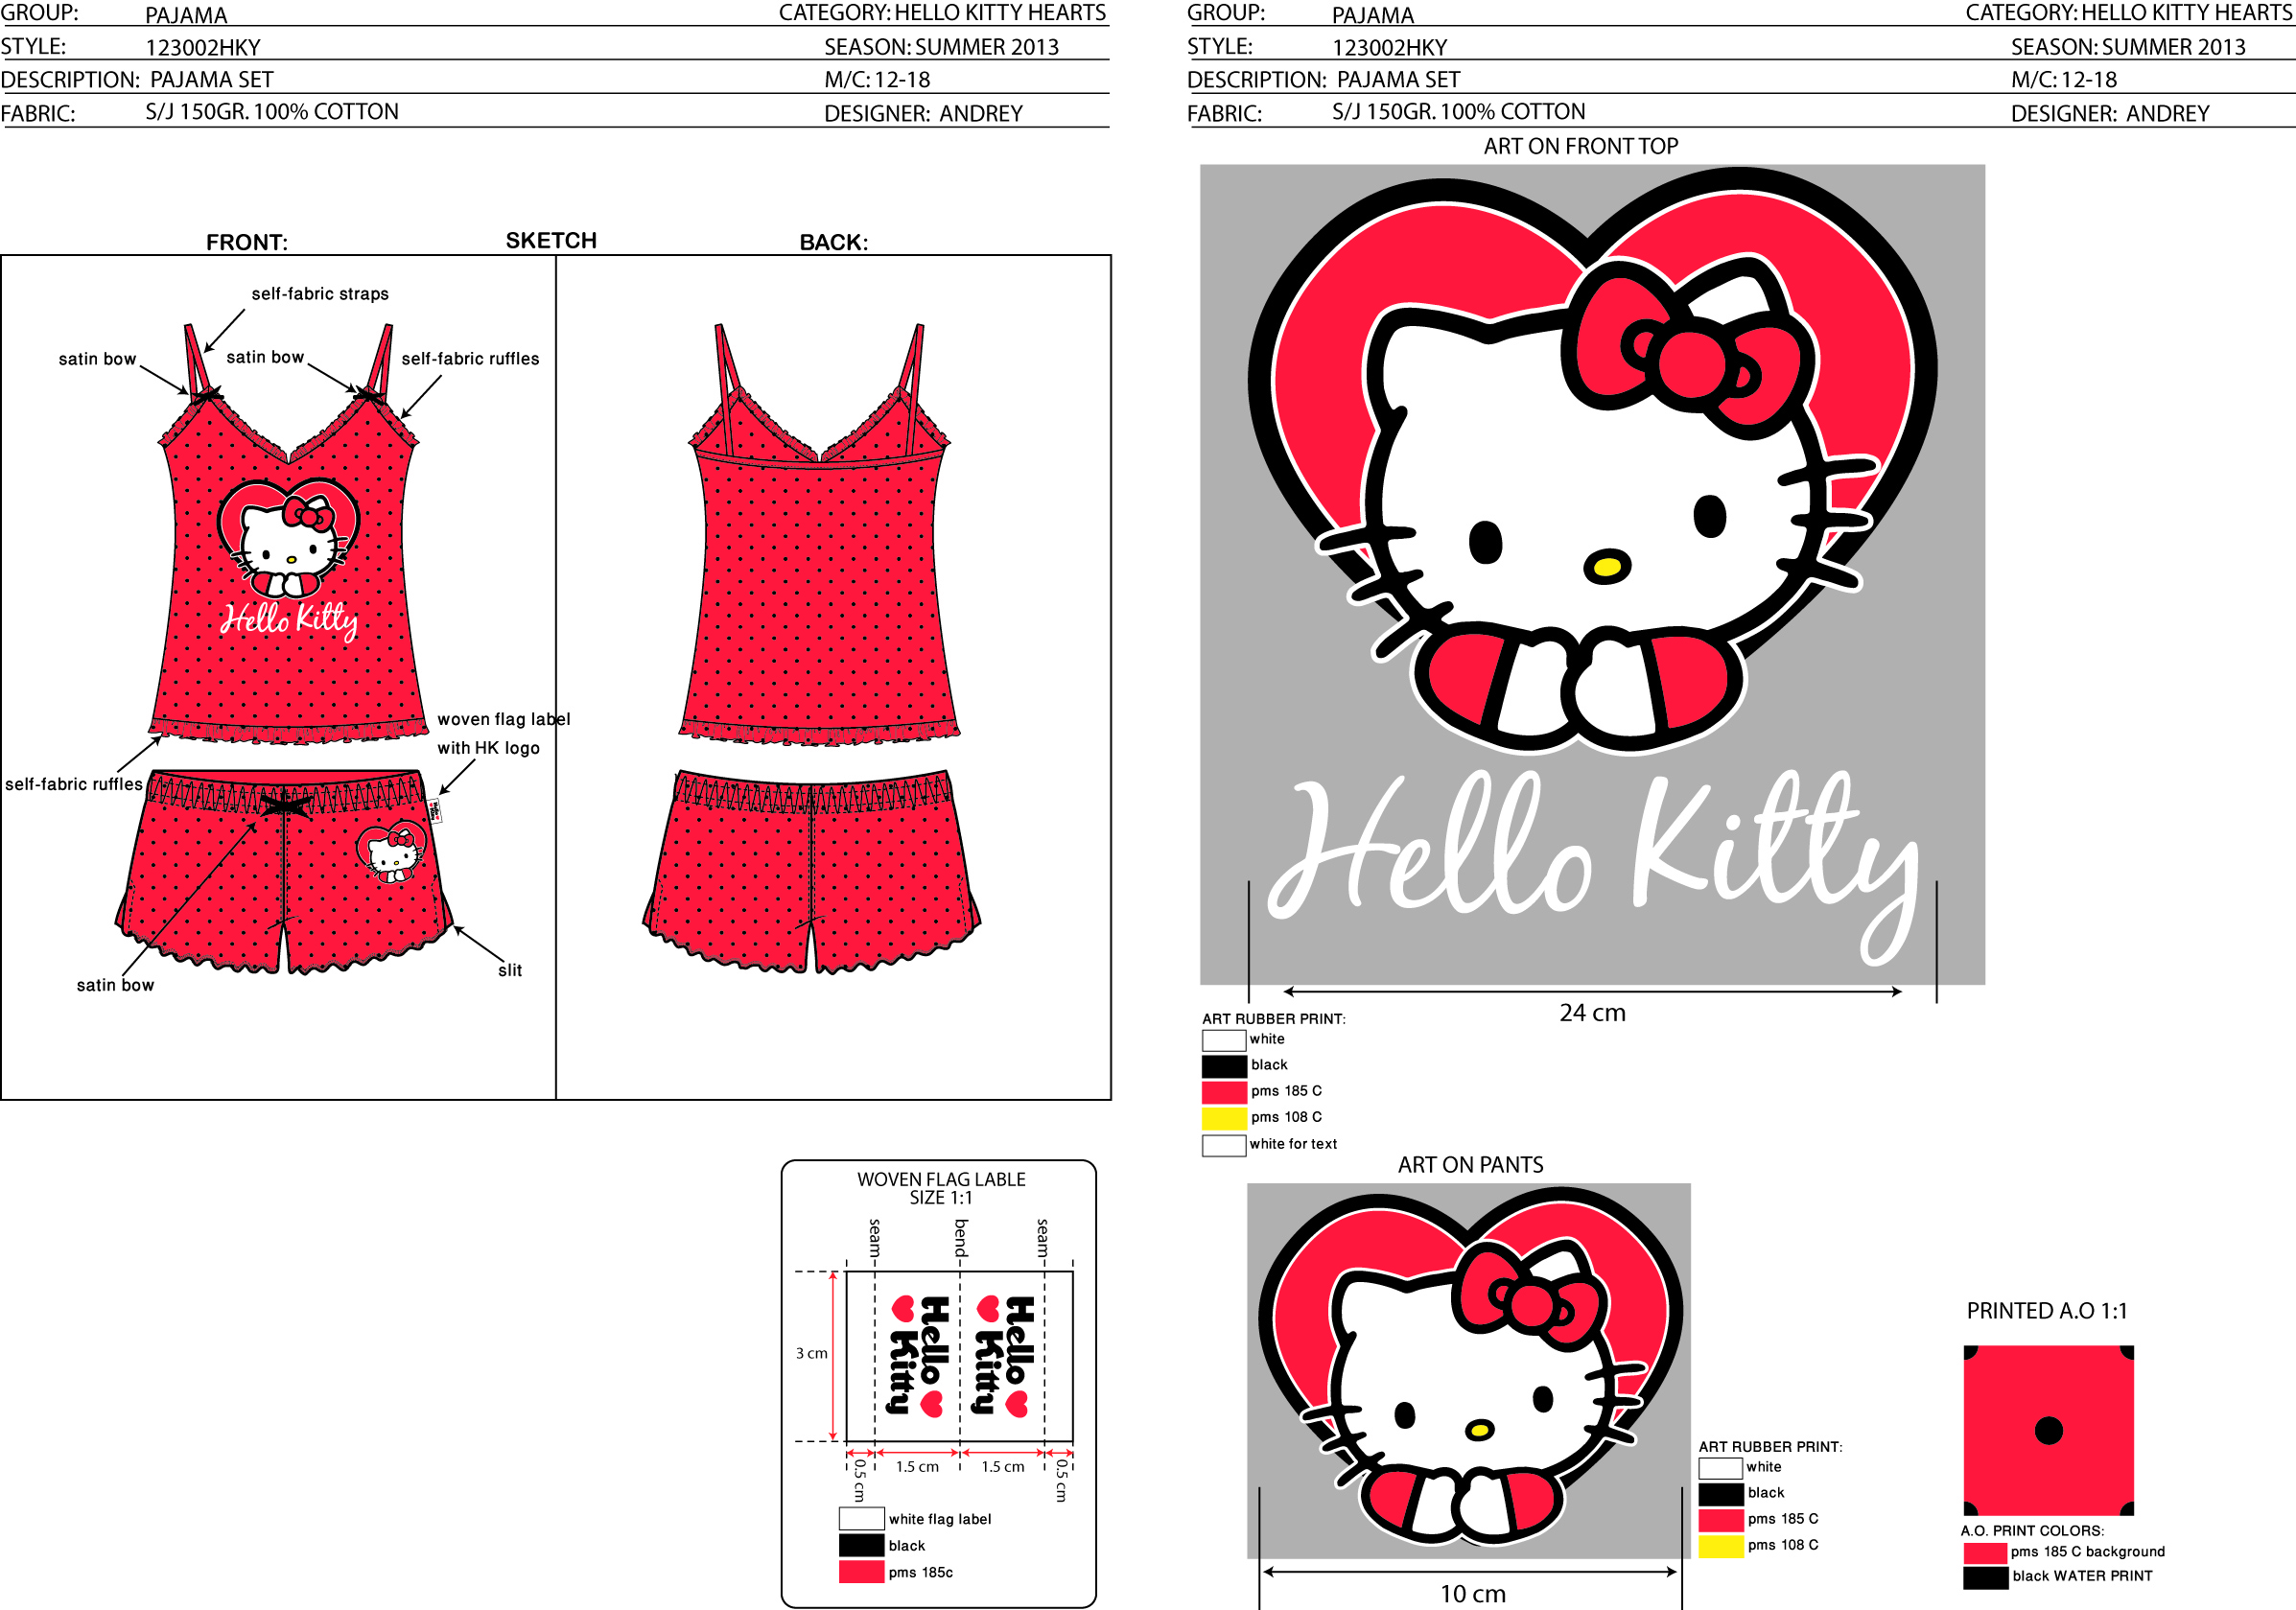 GROUP: PAJAMA CATEGORY: HELLO KITTY HEARTS
STYLE: 123002HKY SEASON: SUMMER 2013
DESCRIPTION: PAJAMA SET M/C: 12-18
FABRIC: S/J 150GR. 100% COTTON DESIGNER: ANDREY
FRONT: SKETCH BACK:
self-fabric straps
satin bow
satin bow
self-fabric ruffles
Hello Kitty
woven flag label
with HK logo
self-fabric ruffles
Hello
Kitty
satin bow
slit
WOVEN FLAG LABLE
SIZE 1:1
seam
bend
seam
3 cm
Hello
Kitty
Hello
Kitty
0.5 cm
1.5 cm
1.5 cm
0.5 cm
white flag label
black
pms 185c
GROUP: PAJAMA CATEGORY: HELLO KITTY HEARTS
STYLE: 123002HKY SEASON: SUMMER 2013
DESCRIPTION: PAJAMA SET M/C: 12-18
FABRIC: S/J 150GR. 100% COTTON DESIGNER: ANDREY
ART ON FRONT TOP
Hello Kitty
24 cm
ART RUBBER PRINT:
white
black
pms 185 C
pms 108 C
white for text
ART ON PANTS
10 cm
ART RUBBER PRINT:
white
black
pms 185 C
pms 108 C
PRINTED A.O 1:1
A.O. PRINT COLORS:
pms 185 C background
black WATER PRINT